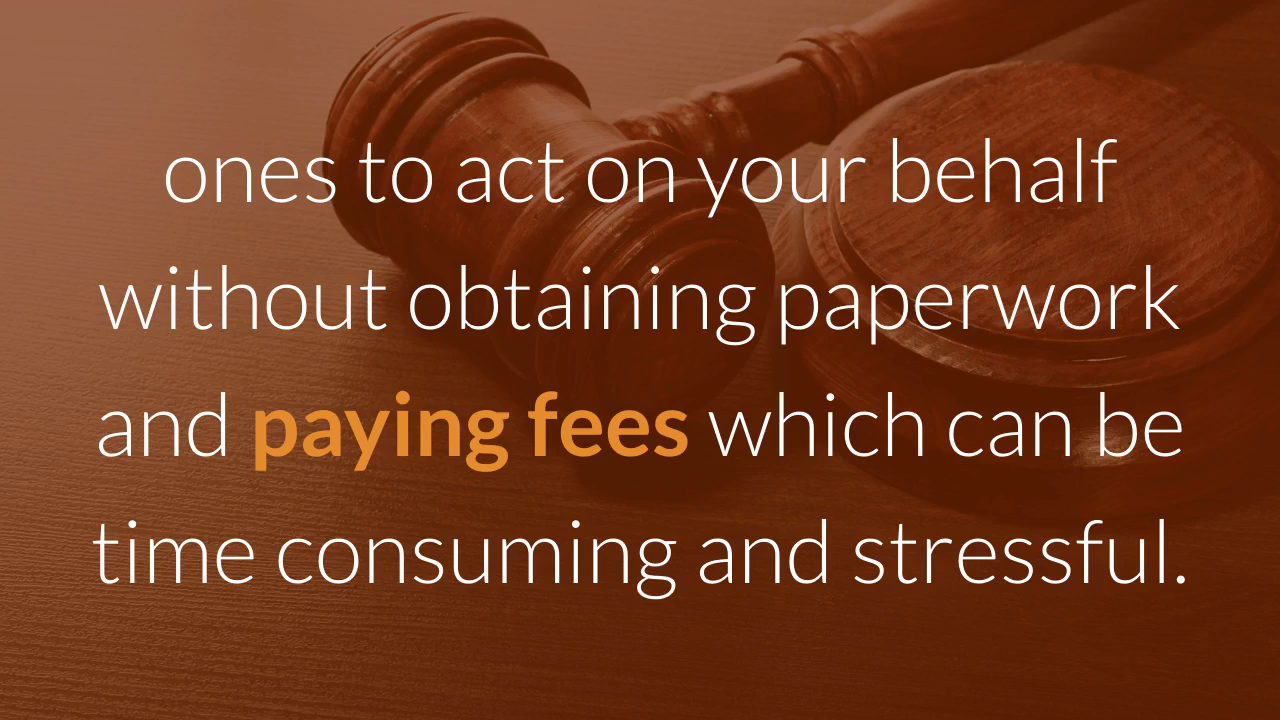 ones to act on your behalf
without obtaining paperwork
and paying fees which can be
time consuming and stressful.